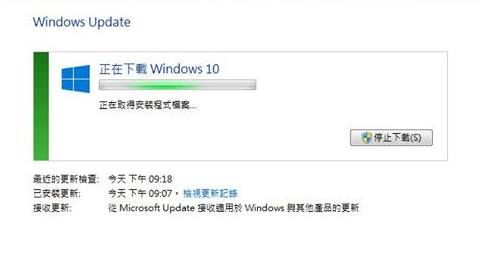 Windows Update
正在下載 Windows 10
正在取得安裝程式檔案...
停止下載(S)
最近的更新檢查: 今天 下午 09:18
已安裝更新: 今天 下午 09:07。 檢視更新記錄
接收更新: 從 Microsoft Update 接收適用於 Windows 與其他產品的更新